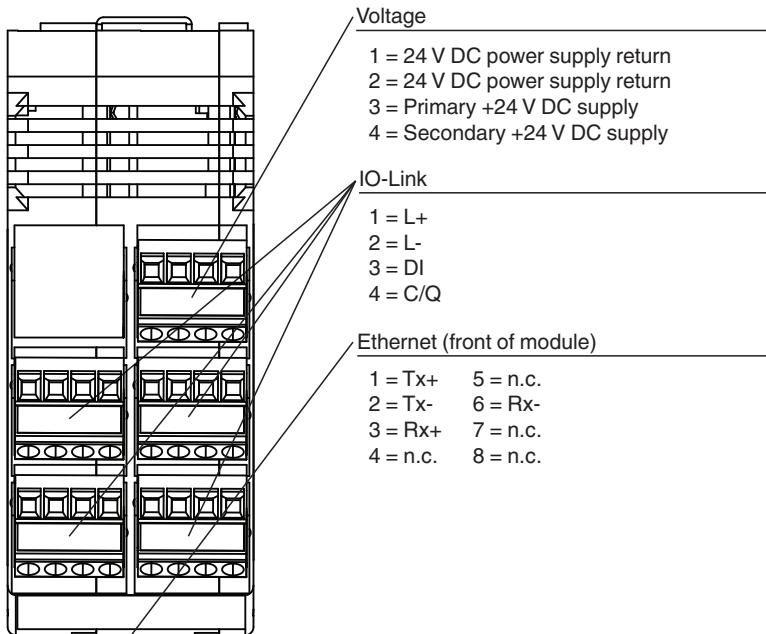 Voltage
1 = 24 V DC power supply return
2 = 24 V DC power supply return
3 = Primary +24 V DC supply
4 = Secondary +24 V DC supply
IO-Link
1 = L+
2 = L-
3 = DI
4 = C/Q
Ethernet (front of module)
1 = Tx+ 5 = n.c.
2 = Tx- 6 = Rx-
3 = Rx+ 7 = n.c.
4 = n.c. 8 = n.c.